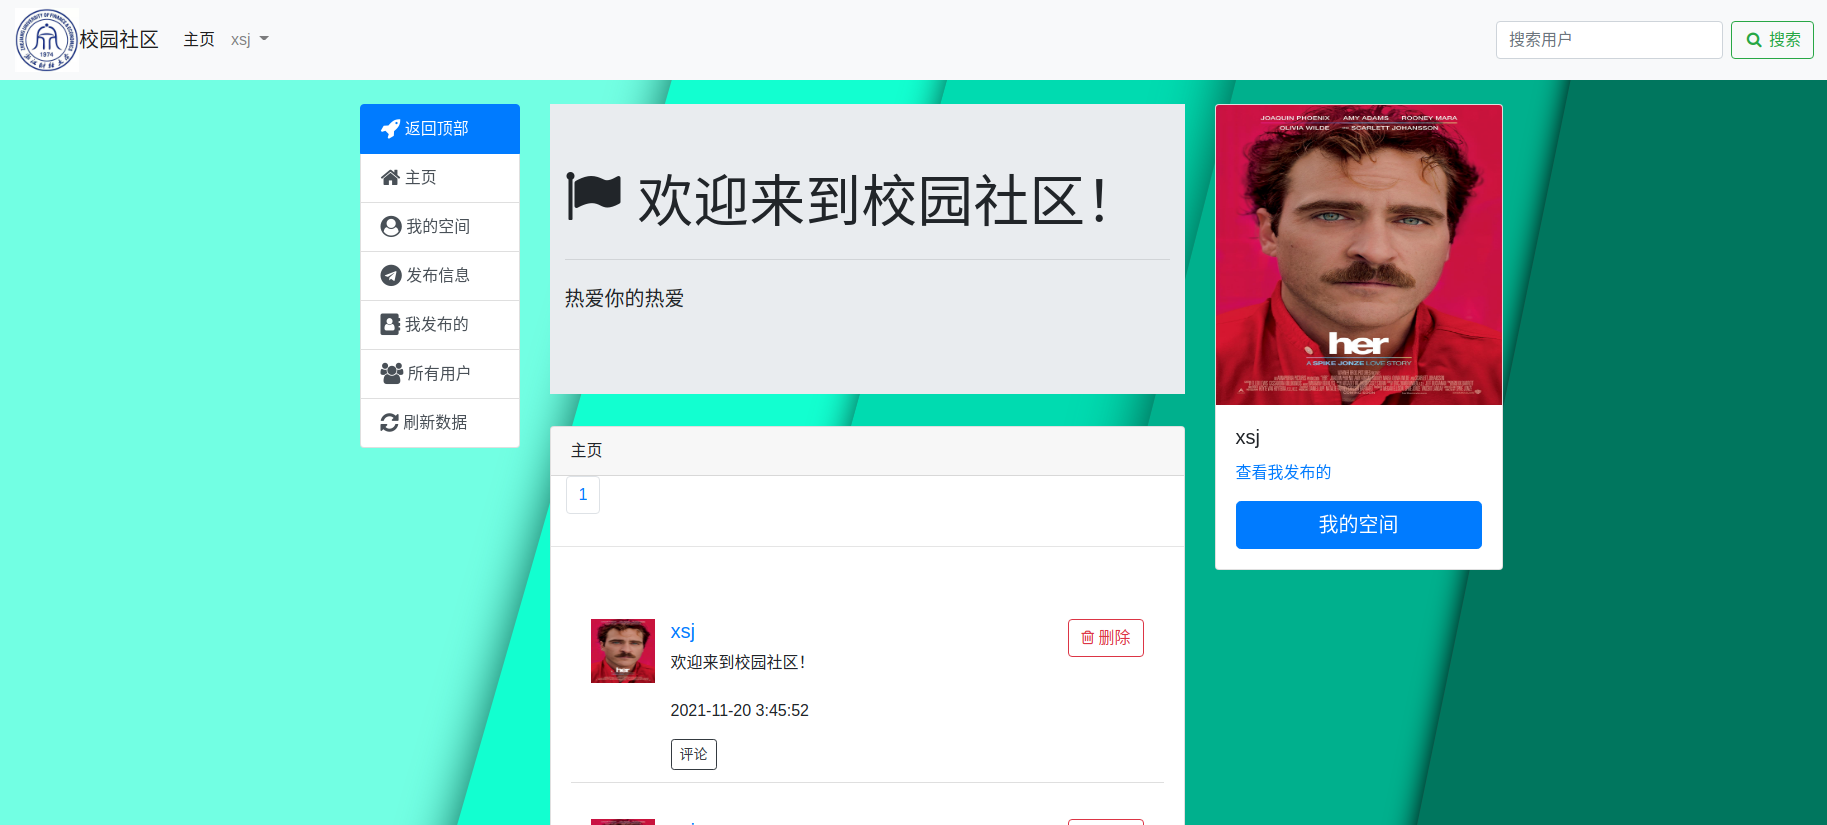 校园社区
主页
xsj
搜索用户
搜索
返回顶部
主页
我的空间
发布信息
我发布的
所有用户
刷新数据
欢迎来到校园社区！
热爱你的热爱
JOAQUIN PHOENIX AMY ADAMS ROONEY MARA
OLIVIA WILDE SCARLETT JOHANSSON
her
A SPIKE JONZE LOVE STORY
xsj
查看我发布的
我的空间
主页
1
xsj
删除
欢迎来到校园社区！
2021-11-20 3:45:52
评论